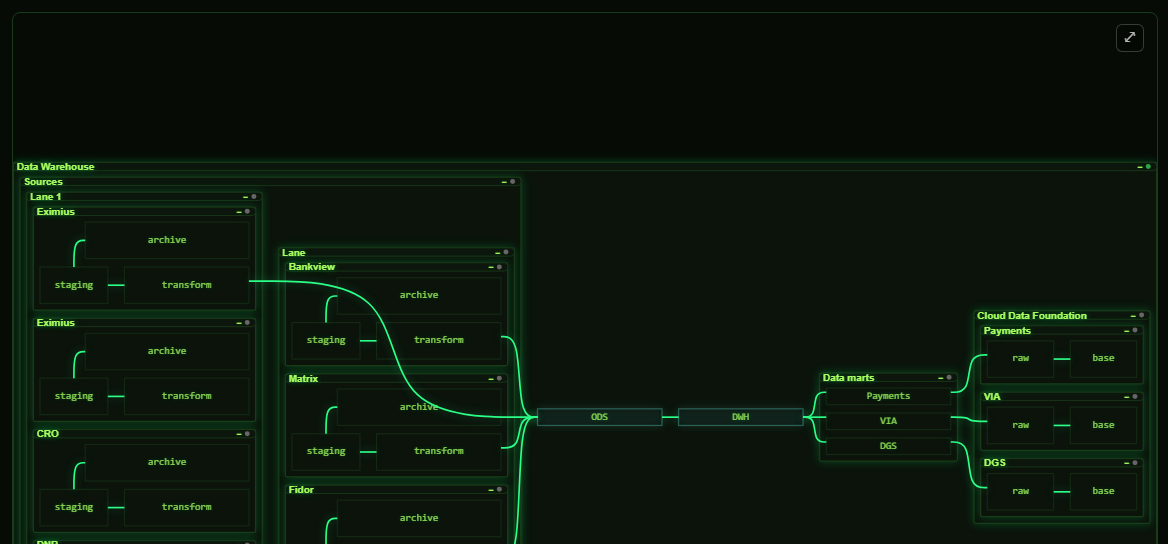 Data Warehouse
Sources
Lane 1
Eximius
archive
staging
transform
Eximius
archive
staging
transform
CRO
archive
staging
transform
Lane
Bankview
archive
staging
transform
Matrix
archive
staging
transform
Fidor
archive
ODS
DWH
Data marts
Payments
VIA
DGS
Cloud Data Foundation
Payments
raw
base
VIA
raw
base
DGS
raw
base